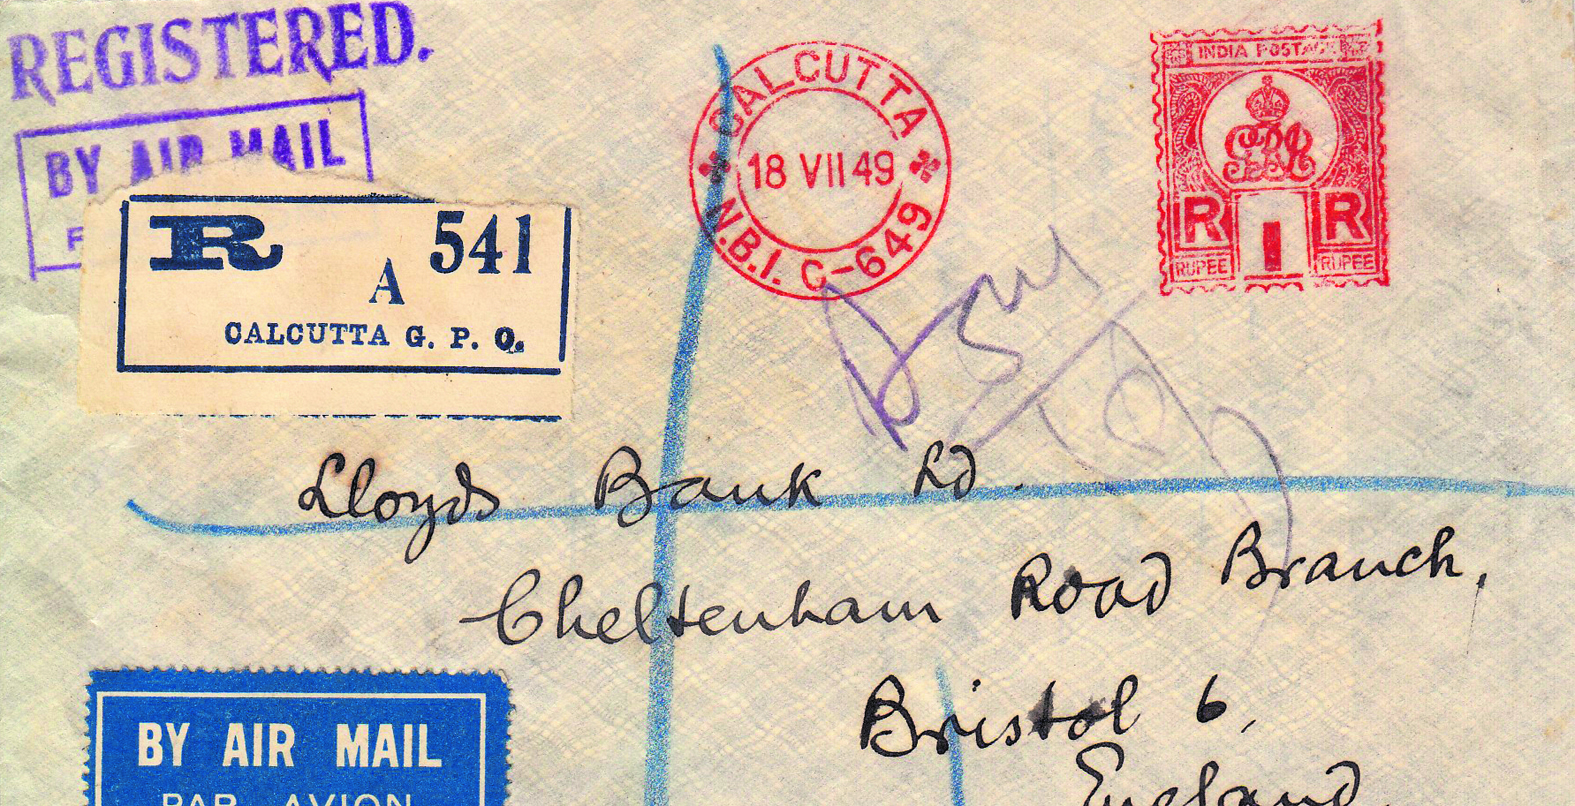 REGISTERED.
BY AIR MAIL
R A 541
CALCUTTA G. P. O.
CALCUTTA
18 VII 49
N.B.I. C-649
INDIA POSTAGE
R 1 R
RUPEE RUPEE
Lloyds Bank Ld.
Cheltenham Road Branch,
Bristol 6,
England
BY AIR MAIL
PAR AVION